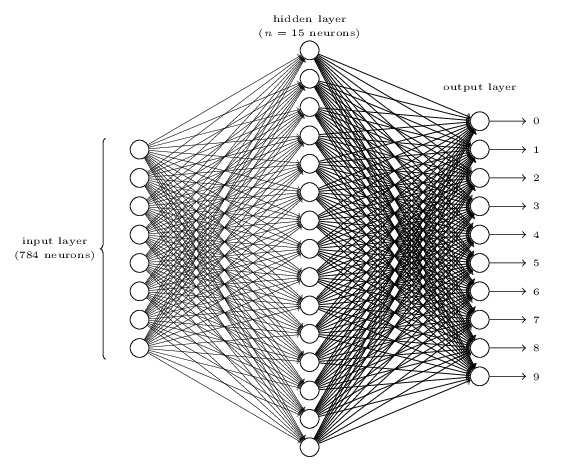 hidden layer
(n = 15 neurons)
output layer
0
1
2
3
input layer
(784 neurons)
4
5
6
7
8
9